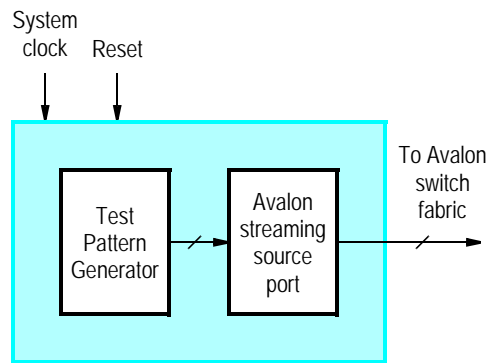 System
clock
Reset
To Avalon
switch
fabric
Test
Pattern
Generator
Avalon
streaming
source
port